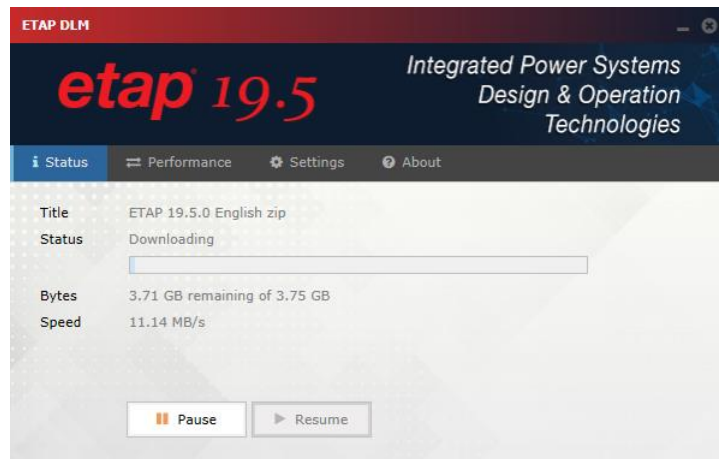 ETAP DLM
etap 19.5
Integrated Power Systems
Design & Operation
Technologies
Status Performance Settings About
Title ETAP 19.5.0 English zip
Status Downloading
Bytes 3.71 GB remaining of 3.75 GB
Speed 11.14 MB/s
Pause Resume